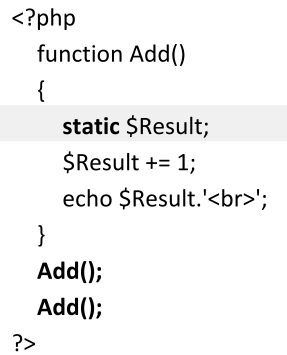 <?php
function Add()
{
static $Result;
$Result += 1;
echo $Result.'<br>';
}
Add();
Add();
?>